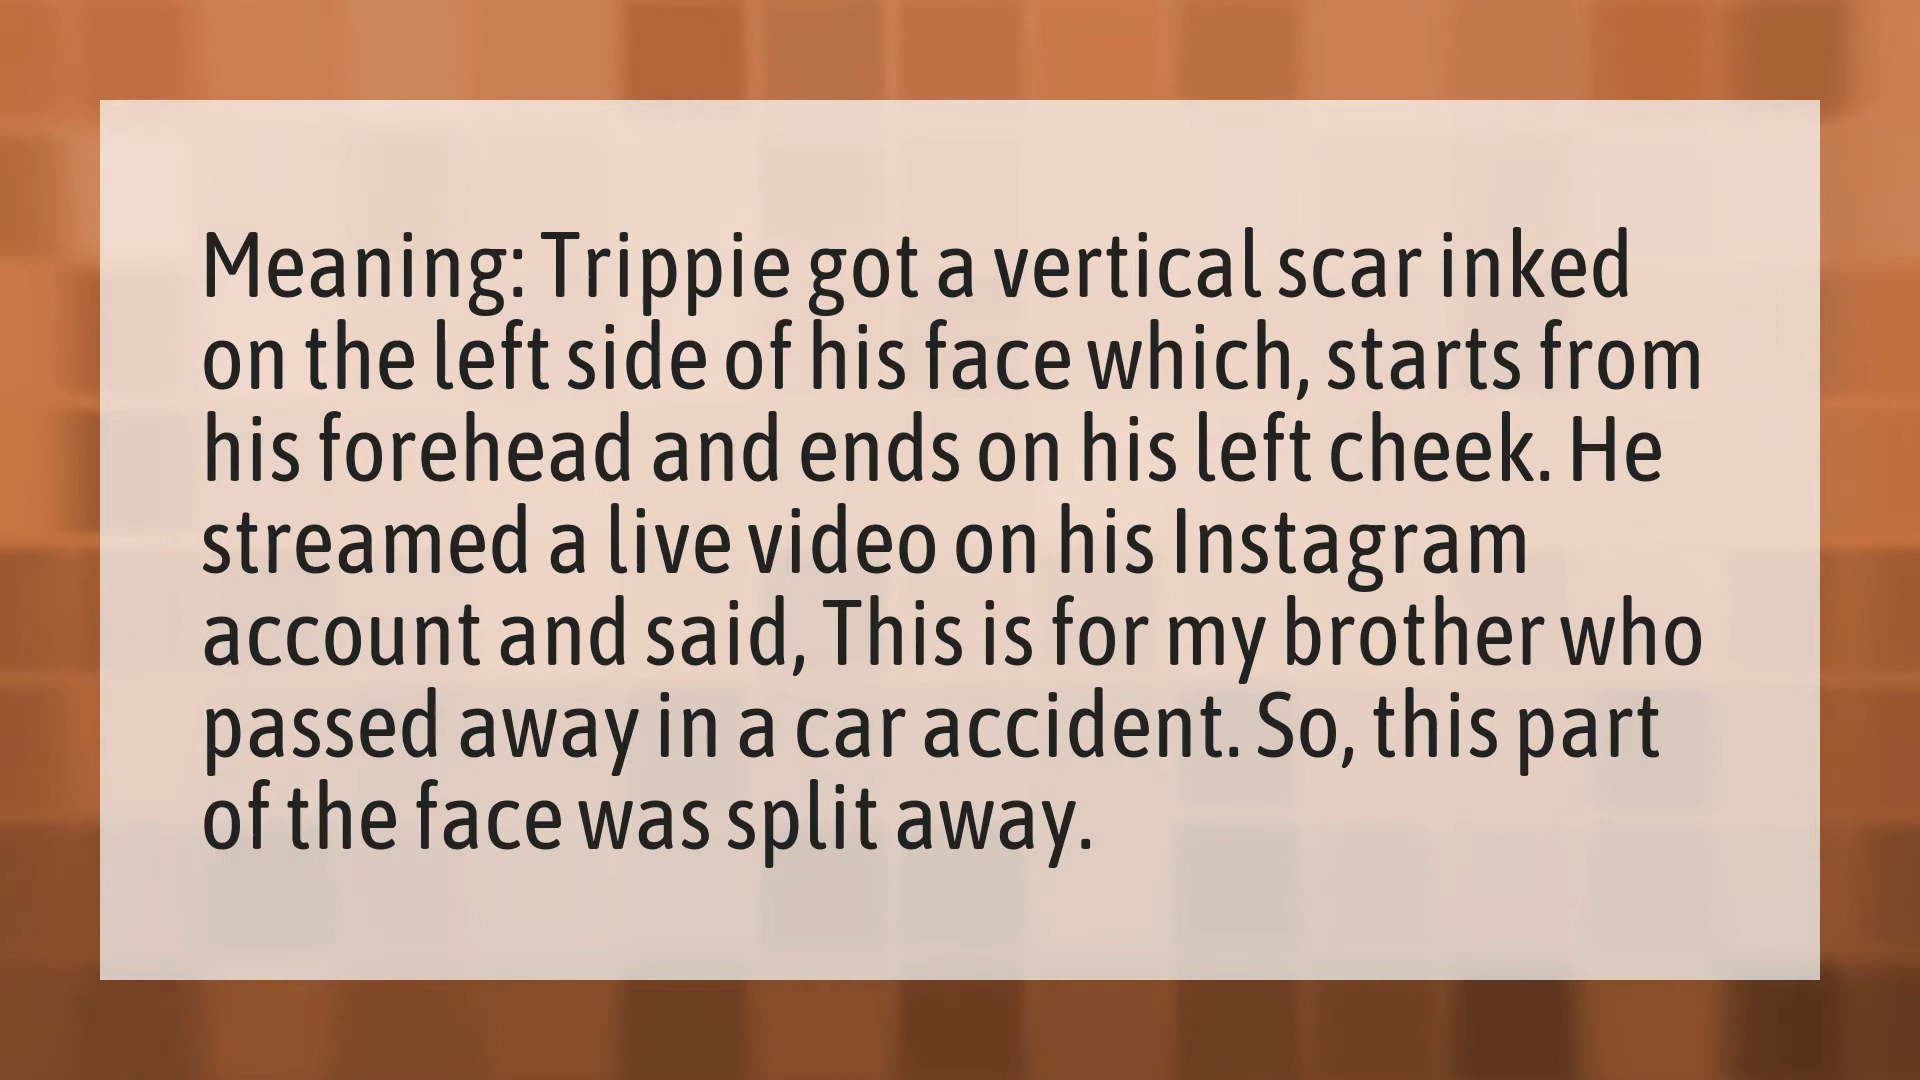 Meaning: Trippie got a vertical scar inked
on the left side of his face which, starts from
his forehead and ends on his left cheek. He
streamed a live video on his Instagram
account and said, This is for my brother who
passed away in a car accident. So, this part
of the face was split away.